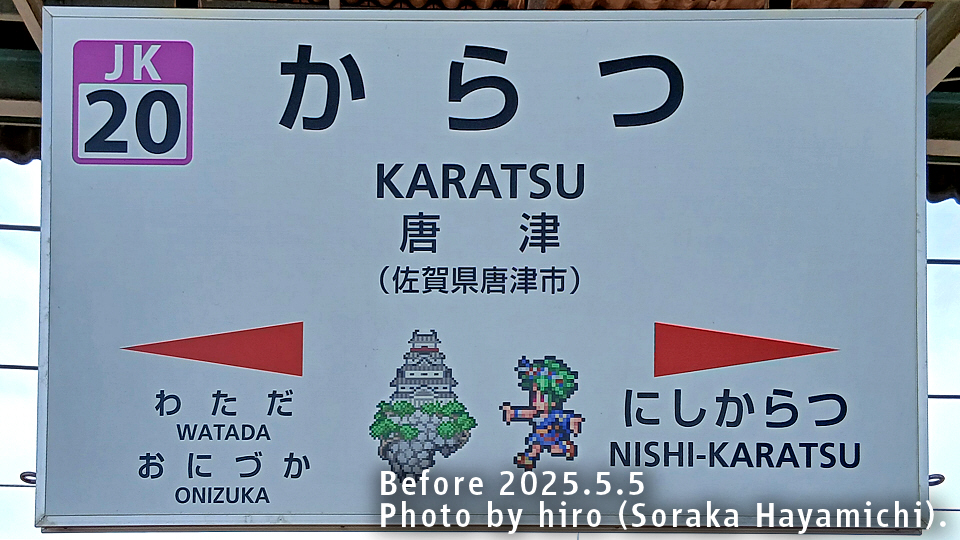 JK
20
からつ
KARATSU
唐津
(佐賀県唐津市)
わただ
WATADA
おにづか
ONIZUKA
にしからつ
NISHI-KARATSU
Before 2025.5.5
Photo by hiro (Soraka Hayamichi).